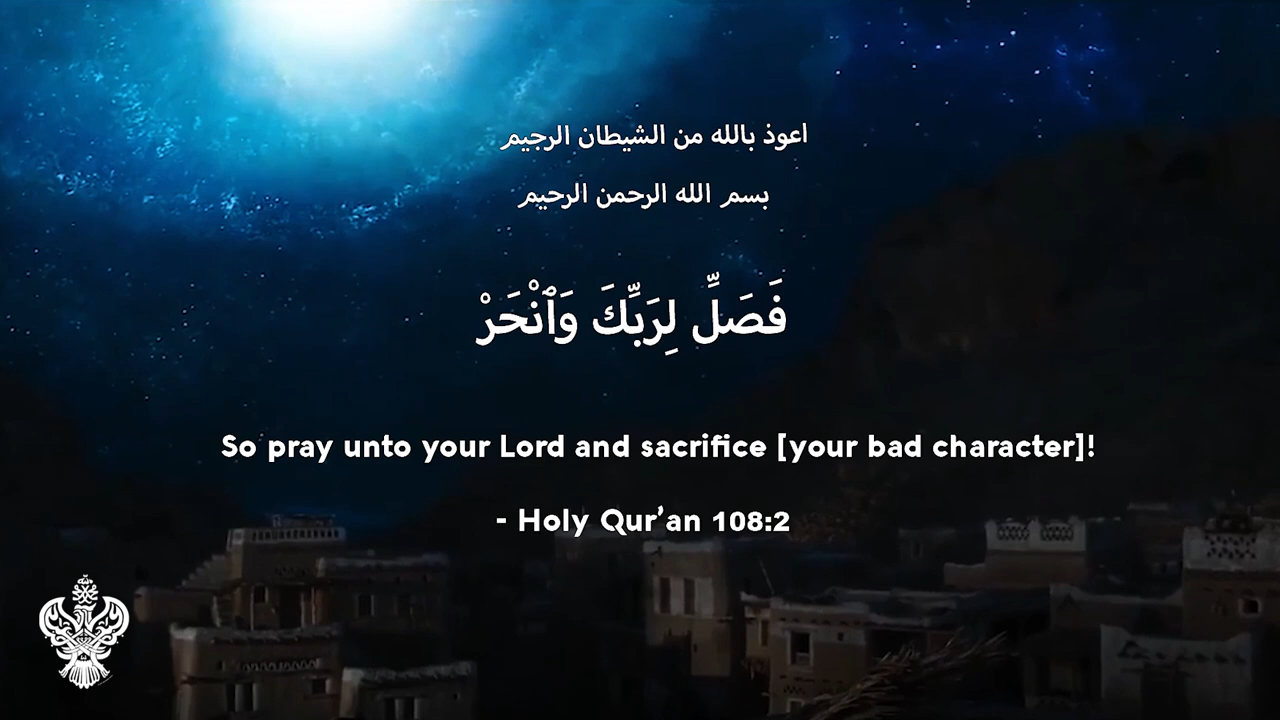 اعوذ بالله من الشيطان الرجيم
بسم الله الرحمن الرحيم
فَصَلِّ لِرَبِّكَ وَٱنْحَرْ
So pray unto your Lord and sacrifice [your bad character]!
- Holy Qur’an 108:2